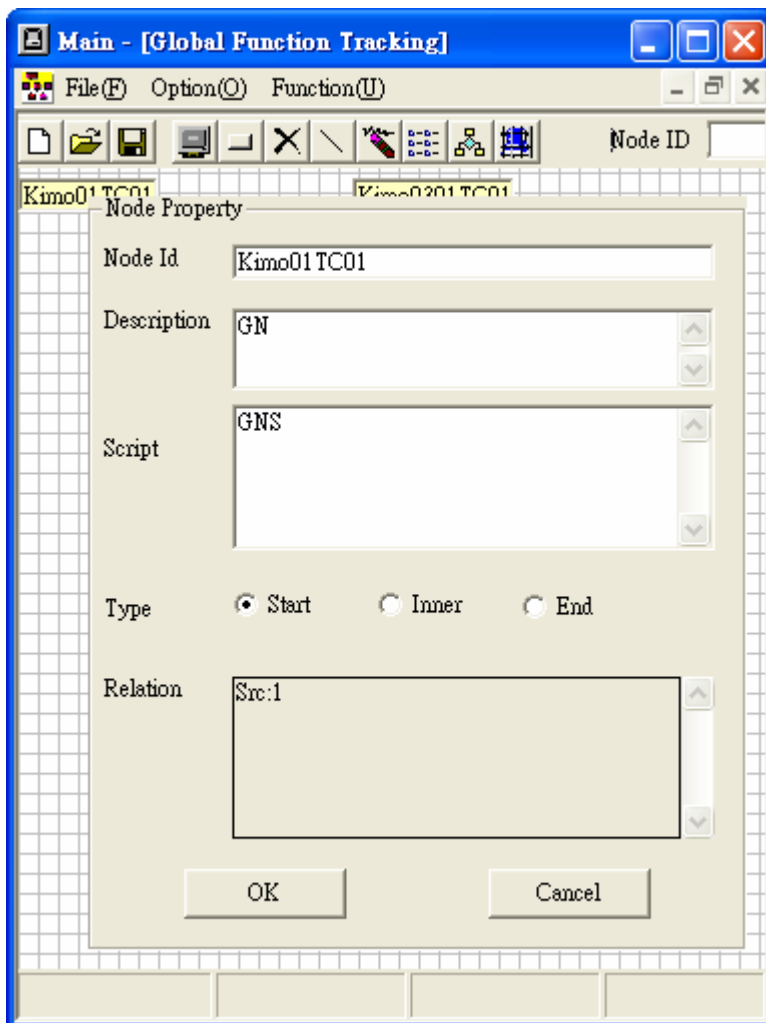 Main - [Global Function Tracking]
File(F) Option(O) Function(U)
Node ID
Kimo01TC01 Kimo0301TC01
Node Property
Node Id Kimo01TC01
Description GN
Script GNS
Type Start Inner End
Relation Src:1
OK Cancel